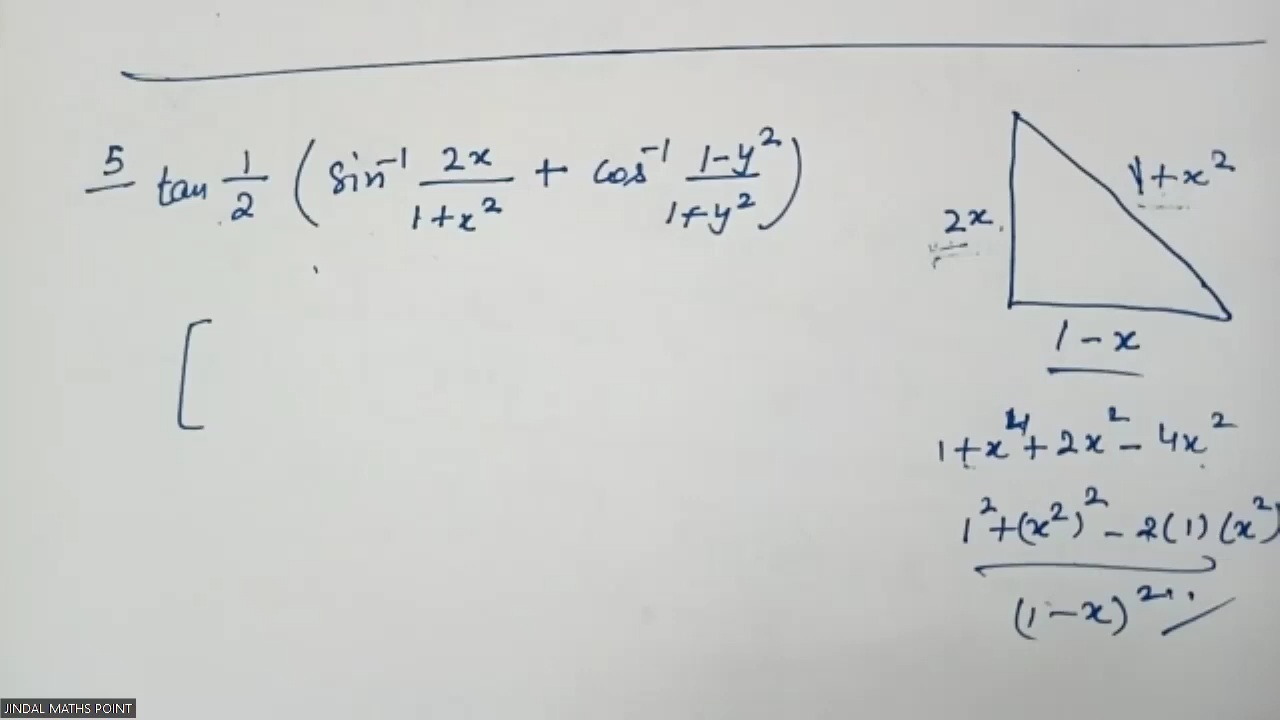 5 tan 1/2 ( sin⁻¹ 2x/1+x² + cos⁻¹ 1-y²/1+y² )
[
1+x²
2x
1-x
1+x⁴+2x²-4x²
1²+(x²)²-2(1)(x²)
(1-x)²
JINDAL MATHS POINT